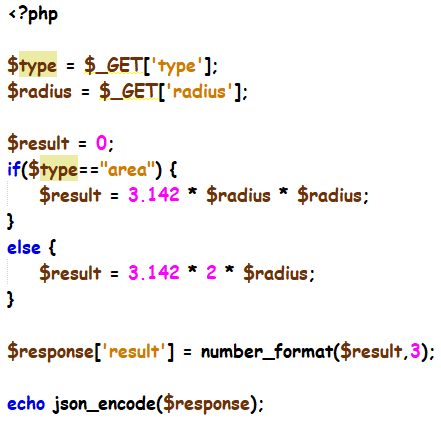 <?php
$type = $_GET['type'];
$radius = $_GET['radius'];
$result = 0;
if($type=="area") {
$result = 3.142 * $radius * $radius;
}
else {
$result = 3.142 * 2 * $radius;
}
$response['result'] = number_format($result,3);
echo json_encode($response);